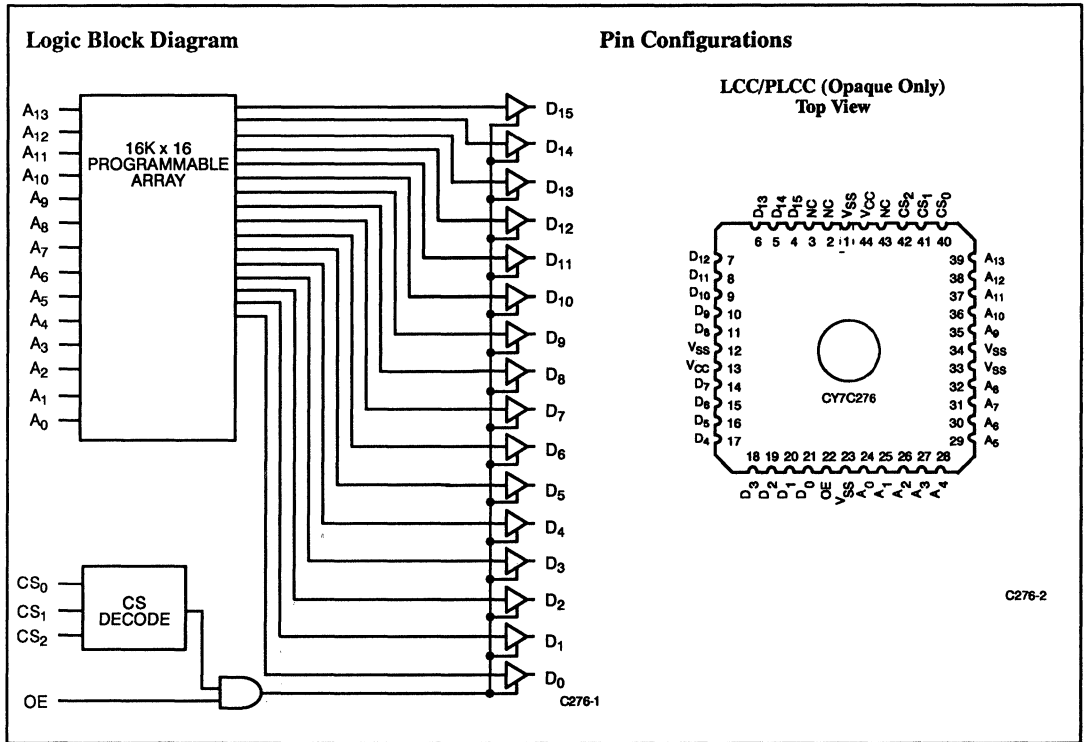 Logic Block Diagram
A13
A12
A11
A10
A9
A8
A7
A6
A5
A4
A3
A2
A1
A0
16K x 16
PROGRAMMABLE
ARRAY
D15
D14
D13
D12
D11
D10
D9
D8
D7
D6
D5
D4
D3
D2
D1
D0
CS0
CS1
CS2
CS
DECODE
OE
C276-1
Pin Configurations
LCC/PLCC (Opaque Only)
Top View
D13 D14 D15 NC NC VSS VCC NC CS2 CS1 CS0
6 5 4 3 2 1 44 43 42 41 40
D12 7
D11 8
D10 9
D9 10
D8 11
VSS 12
VCC 13
D7 14
D6 15
D5 16
D4 17
39 A13
38 A12
37 A11
36 A10
35 A9
34 VSS
33 VSS
32 A8
31 A7
30 A6
29 A5
CY7C276
18 19 20 21 22 23 24 25 26 27 28
D3 D2 D1 D0 OE VSS A0 A1 A2 A3 A4
C276-2